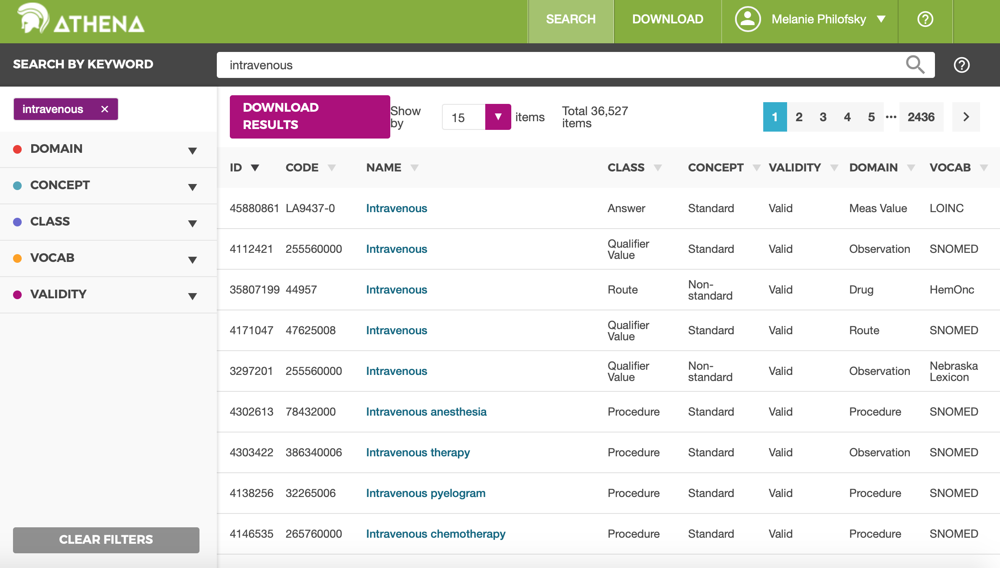 ATHENA
SEARCH
DOWNLOAD
Melanie Philofsky ▼
?
SEARCH BY KEYWORD
intravenous
?
intravenous ×
DOMAIN
CONCEPT
CLASS
VOCAB
VALIDITY
CLEAR FILTERS
DOWNLOAD
RESULTS
Show
by
15
items
Total 36,527
items
1 2 3 4 5 ... 2436 >
ID CODE NAME CLASS CONCEPT VALIDITY DOMAIN VOCAB
45880861 LA9437-0 Intravenous Answer Standard Valid Meas Value LOINC
4112421 255560000 Intravenous Qualifier Value Standard Valid Observation SNOMED
35807199 44957 Intravenous Route Non-standard Valid Drug HemOnc
4171047 47625008 Intravenous Qualifier Value Standard Valid Route SNOMED
3297201 255560000 Intravenous Qualifier Value Non-standard Valid Observation Nebraska Lexicon
4302613 78432000 Intravenous anesthesia Procedure Standard Valid Procedure SNOMED
4303422 386340006 Intravenous therapy Procedure Standard Valid Observation SNOMED
4138256 32265006 Intravenous pyelogram Procedure Standard Valid Procedure SNOMED
4146535 265760000 Intravenous chemotherapy Procedure Standard Valid Procedure SNOMED